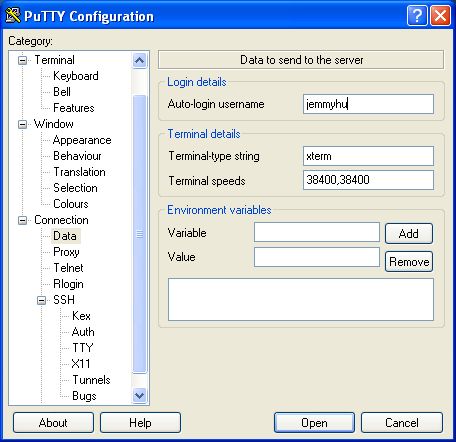 PuTTY Configuration
Category:
Terminal
Keyboard
Bell
Features
Window
Appearance
Behaviour
Translation
Selection
Colours
Connection
Data
Proxy
Telnet
Rlogin
SSH
Kex
Auth
TTY
X11
Tunnels
Bugs
Data to send to the server
Login details
Auto-login username jemmyhu
Terminal details
Terminal-type string xterm
Terminal speeds 38400,38400
Environment variables
Variable Add
Value Remove
About Help Open Cancel